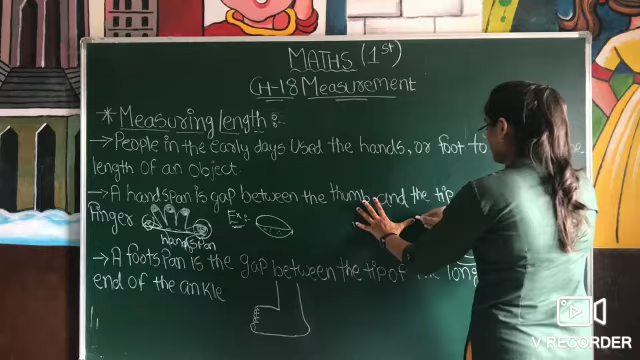 MATHS (1st)
CH-18 Measurement
* Measuring length :-
→ People in the early days used the hands, or foot to
length of an object.
→ A handspan is gap between the thumb and the tip
finger
Ex:-
handspan
→ A footspan is the gap between the tip of the long
end of the ankle
V RECORDER